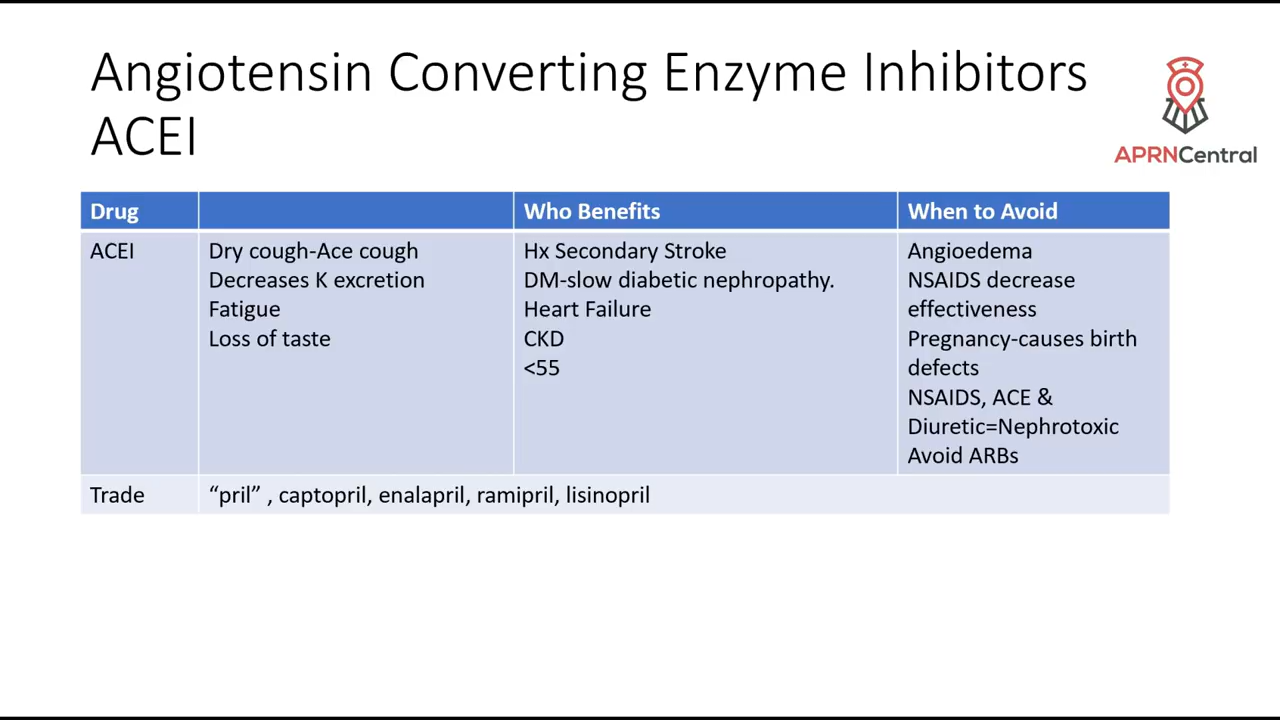 Angiotensin Converting Enzyme Inhibitors
ACEI
APRNCentral
Drug
Who Benefits
When to Avoid
ACEI
Dry cough-Ace cough
Decreases K excretion
Fatigue
Loss of taste
Hx Secondary Stroke
DM-slow diabetic nephropathy.
Heart Failure
CKD
<55
Angioedema
NSAIDS decrease
effectiveness
Pregnancy-causes birth
defects
NSAIDS, ACE &
Diuretic=Nephrotoxic
Avoid ARBs
Trade
“pril” , captopril, enalapril, ramipril, lisinopril